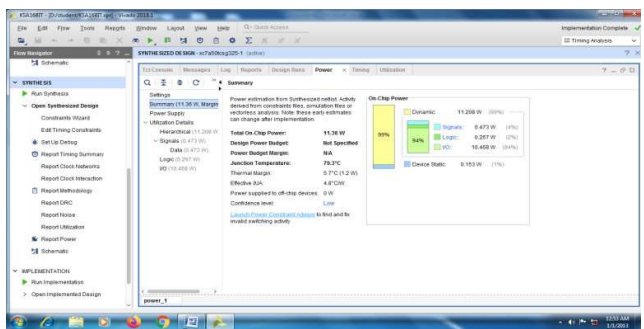 KSA16BIT - [D:/student/KSA16BIT.xpr] - Vivado 2018.1
File Edit Flow Tools Reports Window Layout View Help Q- Quick Access
Implementation Complete
Timing Analysis
Flow Navigator
SYNTHESIZED DESIGN - xc7a50tcsg325-1 (active)
Schematic
SYNTHESIS
Run Synthesis
Open Synthesized Design
Constraints Wizard
Edit Timing Constraints
Set Up Debug
Report Timing Summary
Report Clock Networks
Report Clock Interaction
Report Methodology
Report DRC
Report Noise
Report Utilization
Report Power
Schematic
IMPLEMENTATION
Run Implementation
Open Implemented Design
Tcl Console Messages Log Reports Design Runs Power Timing Utilization
Summary
Settings
Summary (11.36 W, Margin
Power Supply
Utilization Details
Hierarchical (11.208 W
Signals (0.473 W)
Data (0.473 W)
Logic (0.267 W)
I/O (10.468 W)
Power estimation from Synthesized netlist. Activity
derived from constraints files, simulation files or
vectorless analysis. Note: these early estimates
can change after implementation.
Total On-Chip Power: 11.36 W
Design Power Budget: Not Specified
Power Budget Margin: N/A
Junction Temperature: 79.3°C
Thermal Margin: 5.7°C (1.2 W)
Effective ϑJA: 4.8°C/W
Power supplied to off-chip devices: 0 W
Confidence level: Low
Launch Power Constraint Advisor to find and fix
invalid switching activity
On-Chip Power
Dynamic: 11.208 W (99%)
99%
94%
Signals: 0.473 W (4%)
Logic: 0.267 W (2%)
I/O: 10.468 W (94%)
Device Static: 0.153 W (1%)
power_1
12:53 AM
1/1/2013